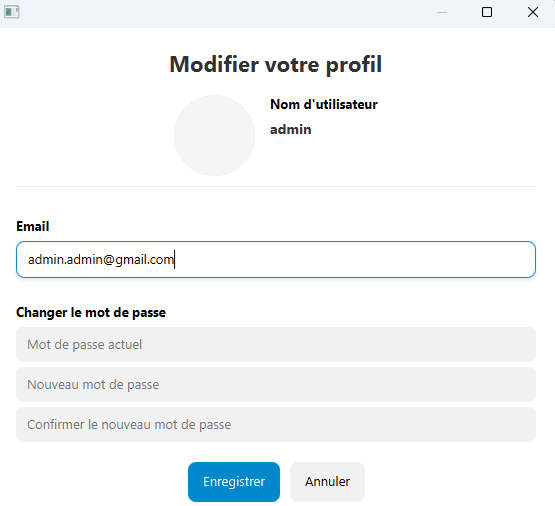 Modifier votre profil
Nom d'utilisateur
admin
Email
admin.admin@gmail.com
Changer le mot de passe
Mot de passe actuel
Nouveau mot de passe
Confirmer le nouveau mot de passe
Enregistrer
Annuler